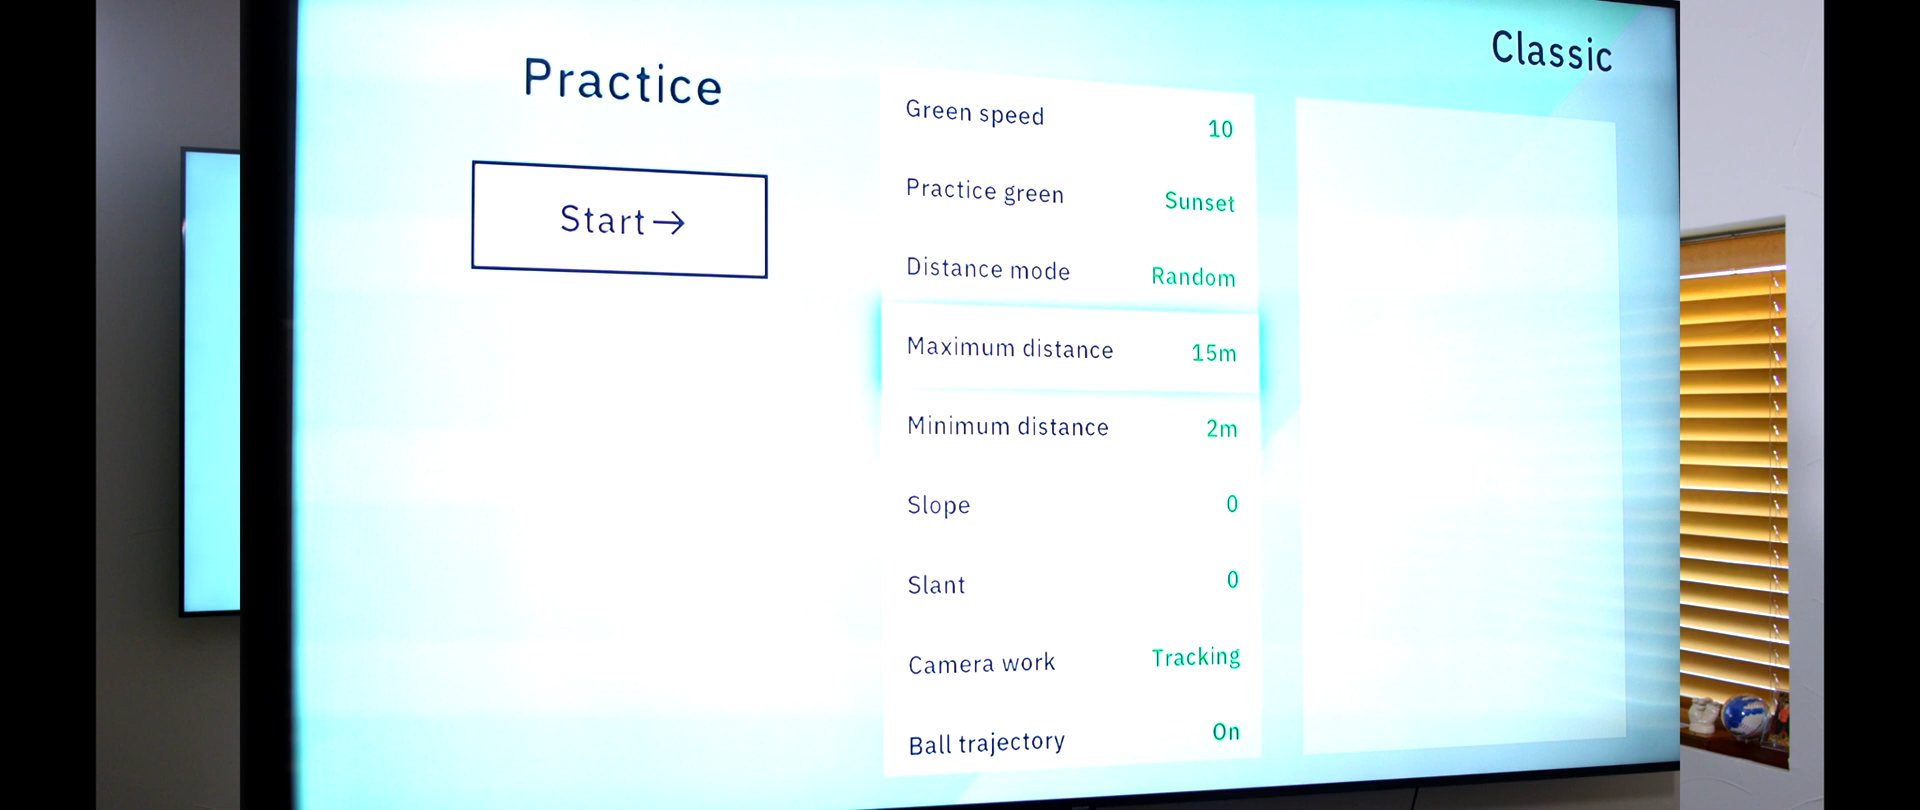 Practice
Start→
Classic
Green speed 10
Practice green Sunset
Distance mode Random
Maximum distance 15m
Minimum distance 2m
Slope 0
Slant 0
Camera work Tracking
Ball trajectory On